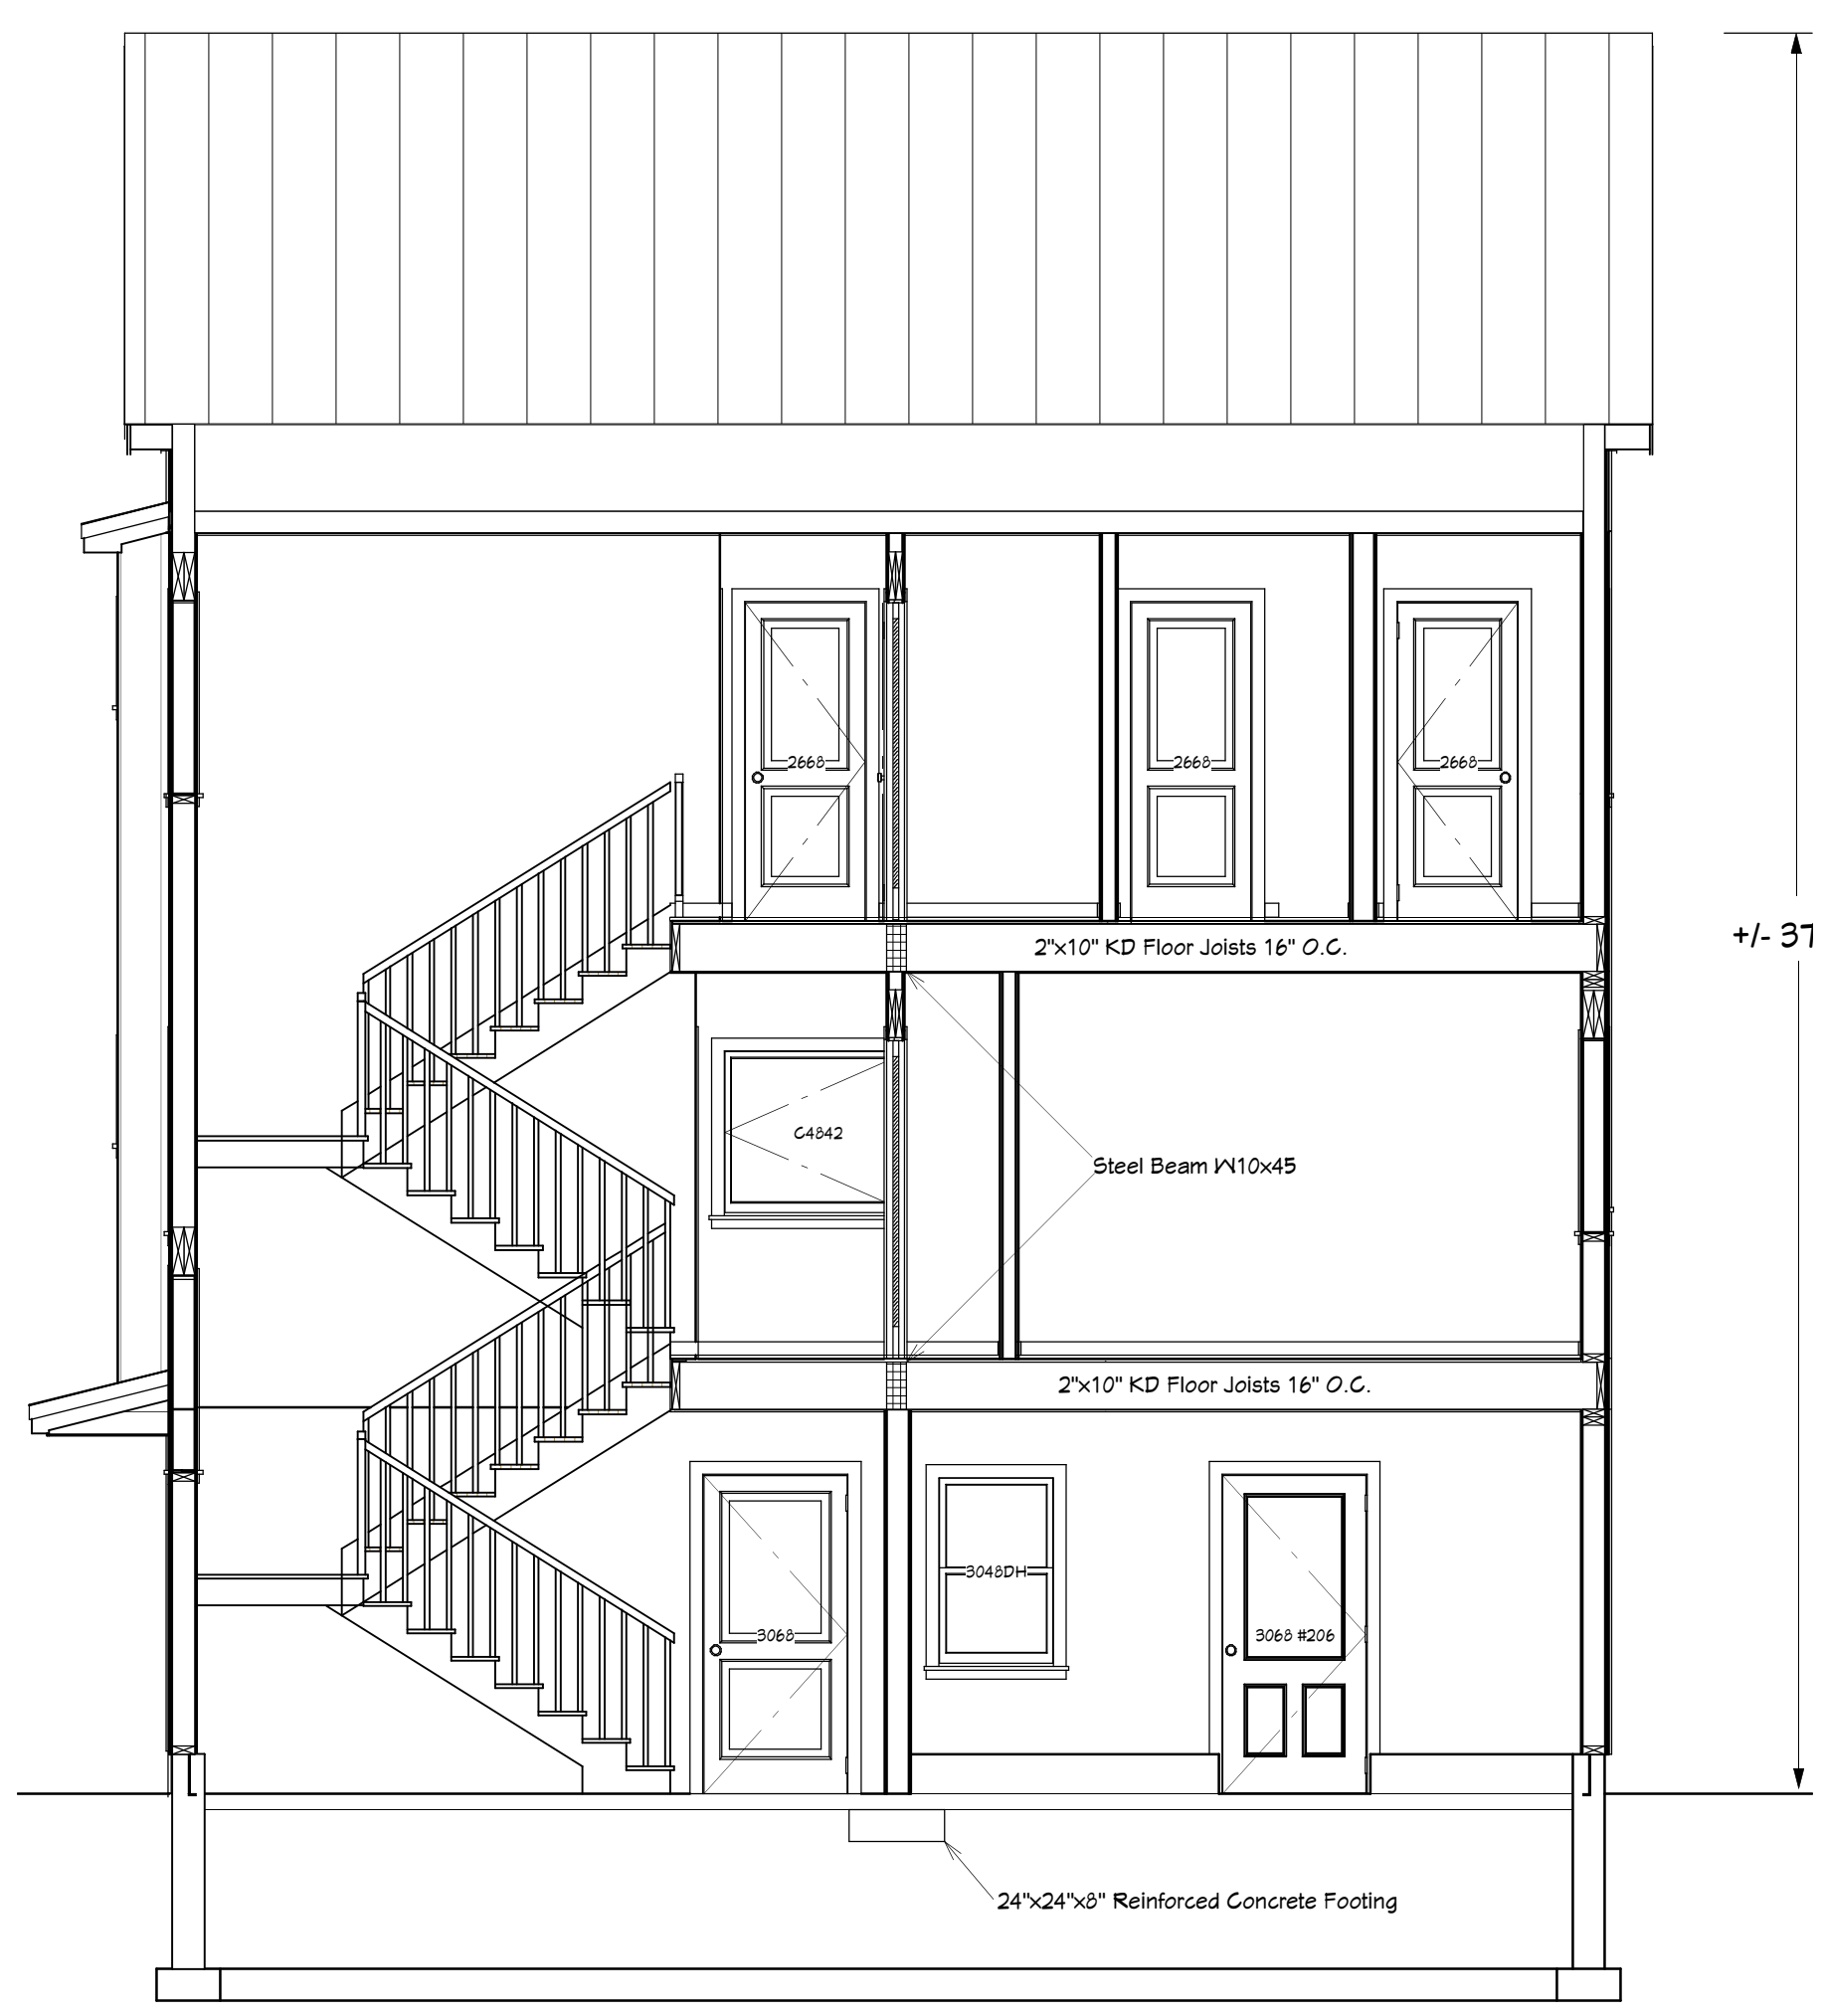 2668
2668
2668
+/- 37
2"x10" KD Floor Joists 16" O.C.
C4842
Steel Beam W10x45
2"x10" KD Floor Joists 16" O.C.
3048DH
3068
3068 #206
24"x24"x8" Reinforced Concrete Footing